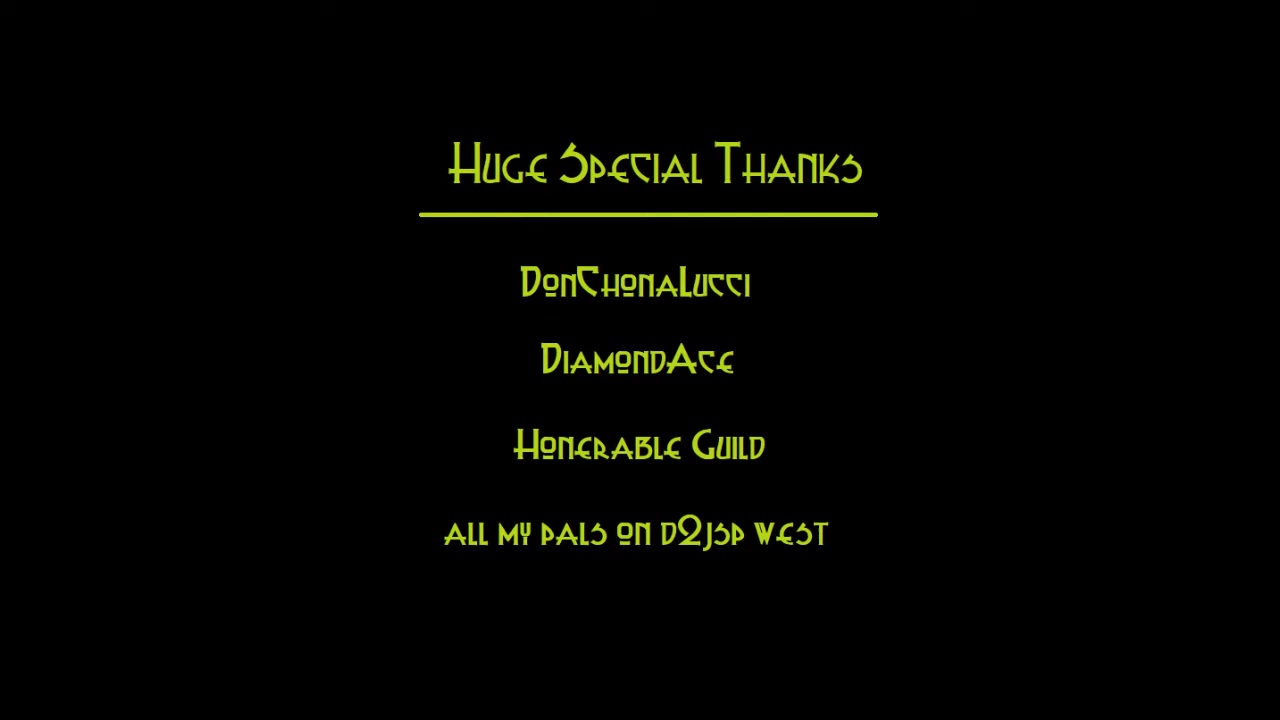 Huge Special Thanks
DonChonaLucci
DiamondAce
Honerable Guild
all my pals on d2jsp west